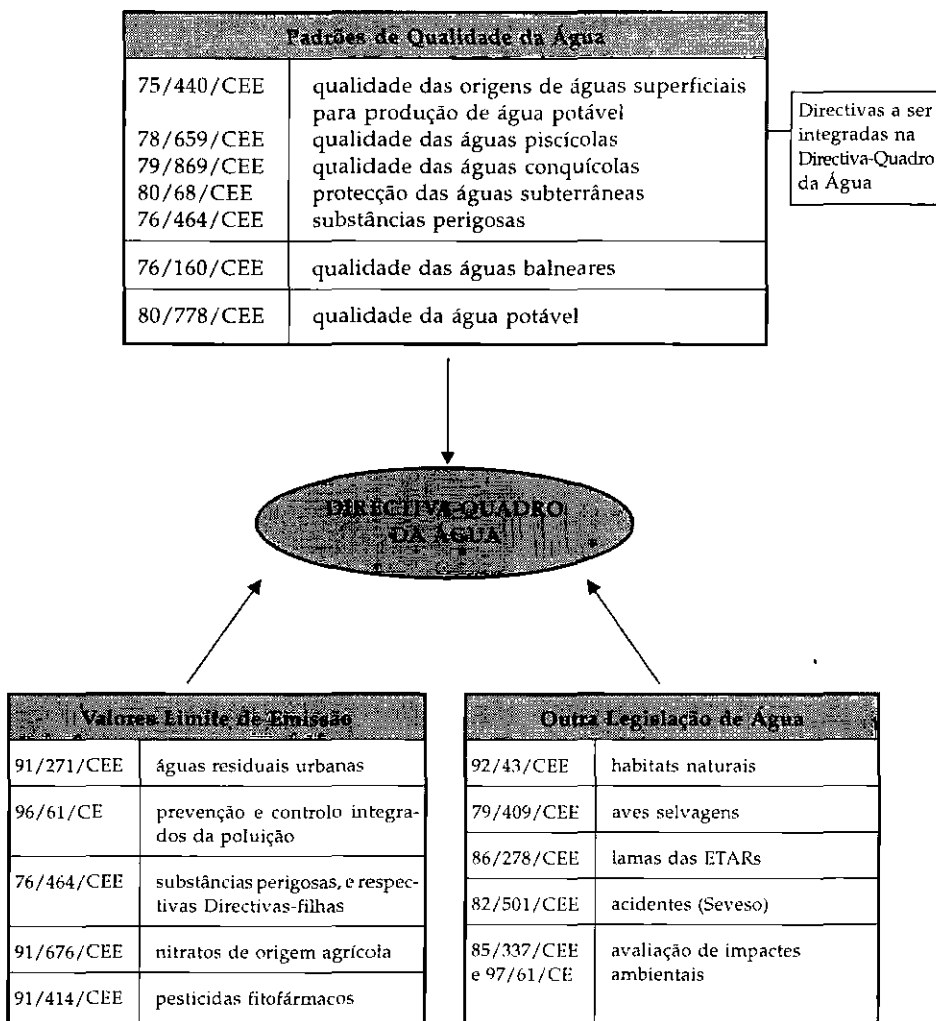 Padrões de Qualidade da Água
75/440/CEE qualidade das origens de águas superficiais
para produção de água potável
78/659/CEE qualidade das águas piscícolas
79/869/CEE qualidade das águas conquícolas
80/68/CEE protecção das águas subterrâneas
76/464/CEE substâncias perigosas
76/160/CEE qualidade das águas balneares
80/778/CEE qualidade da água potável
Directivas a ser
integradas na
Directiva-Quadro
da Água
DIRECTIVA-QUADRO
DA ÁGUA
Valores Limite de Emissão
91/271/CEE águas residuais urbanas
96/61/CE prevenção e controlo integra-
dos da poluição
76/464/CEE substâncias perigosas, e respec-
tivas Directivas-filhas
91/676/CEE nitratos de origem agrícola
91/414/CEE pesticidas fitofármacos
Outra Legislação de Água
92/43/CEE habitats naturais
79/409/CEE aves selvagens
86/278/CEE lamas das ETARs
82/501/CEE acidentes (Seveso)
85/337/CEE avaliação de impactes
e 97/61/CE ambientais